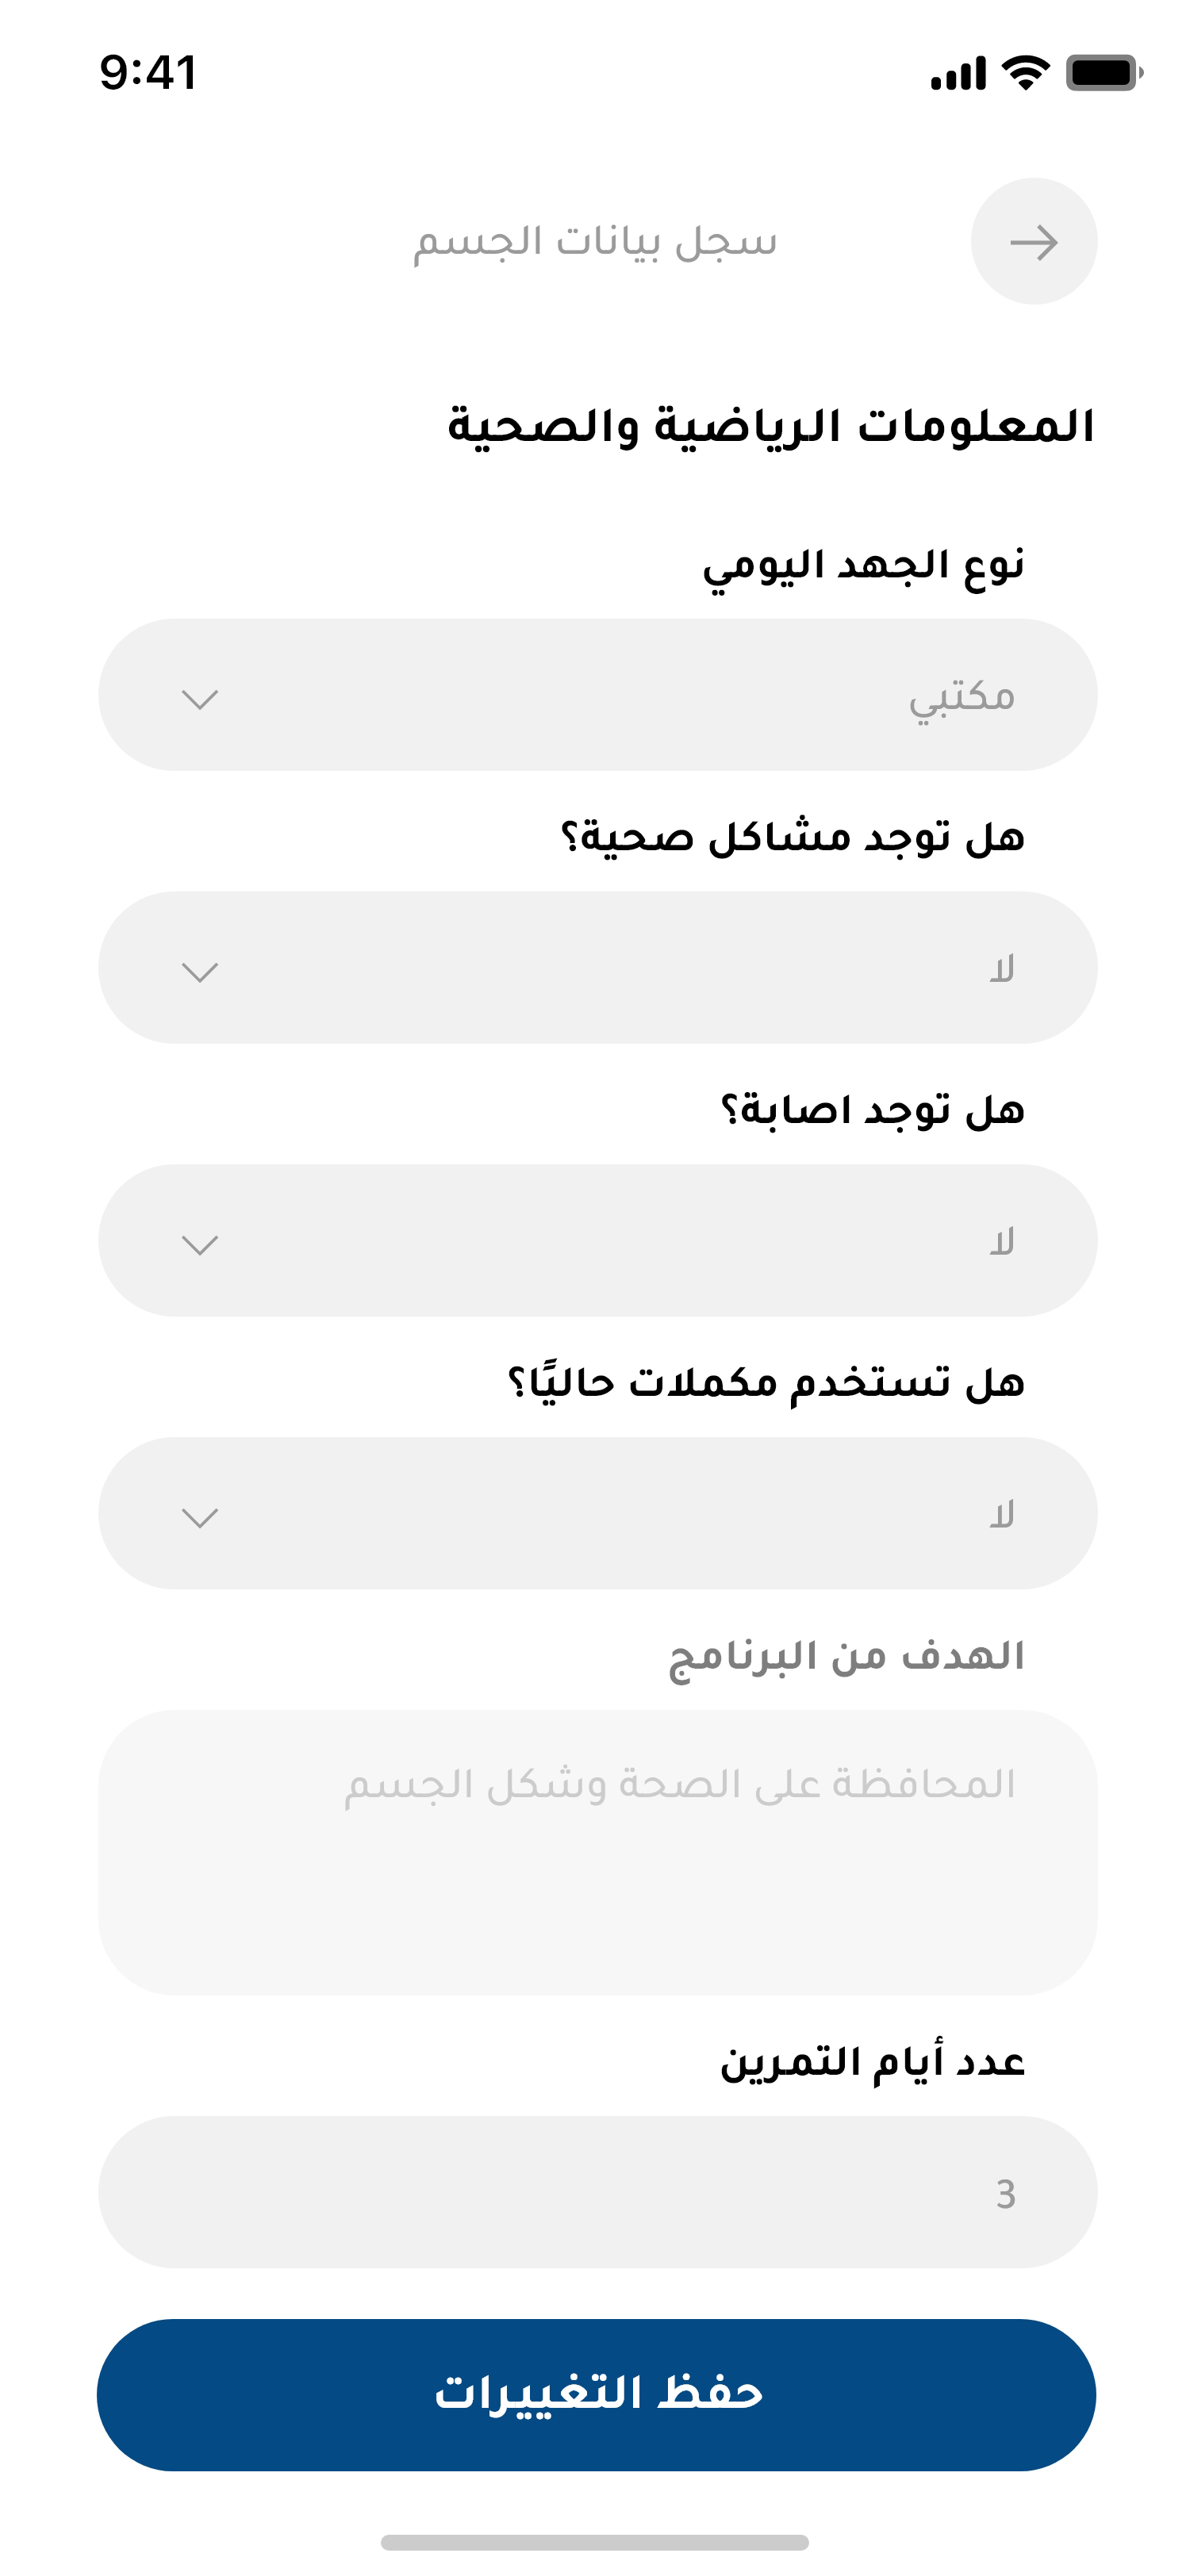 9:41
سجل بيانات الجسم
المعلومات الرياضية والصحية
نوع الجهد اليومي
مكتبي
هل توجد مشاكل صحية؟
لا
هل توجد اصابة؟
لا
هل تستخدم مكملات حاليًا؟
لا
الهدف من البرنامج
المحافظة على الصحة وشكل الجسم
عدد أيام التمرين
3
حفظ التغييرات